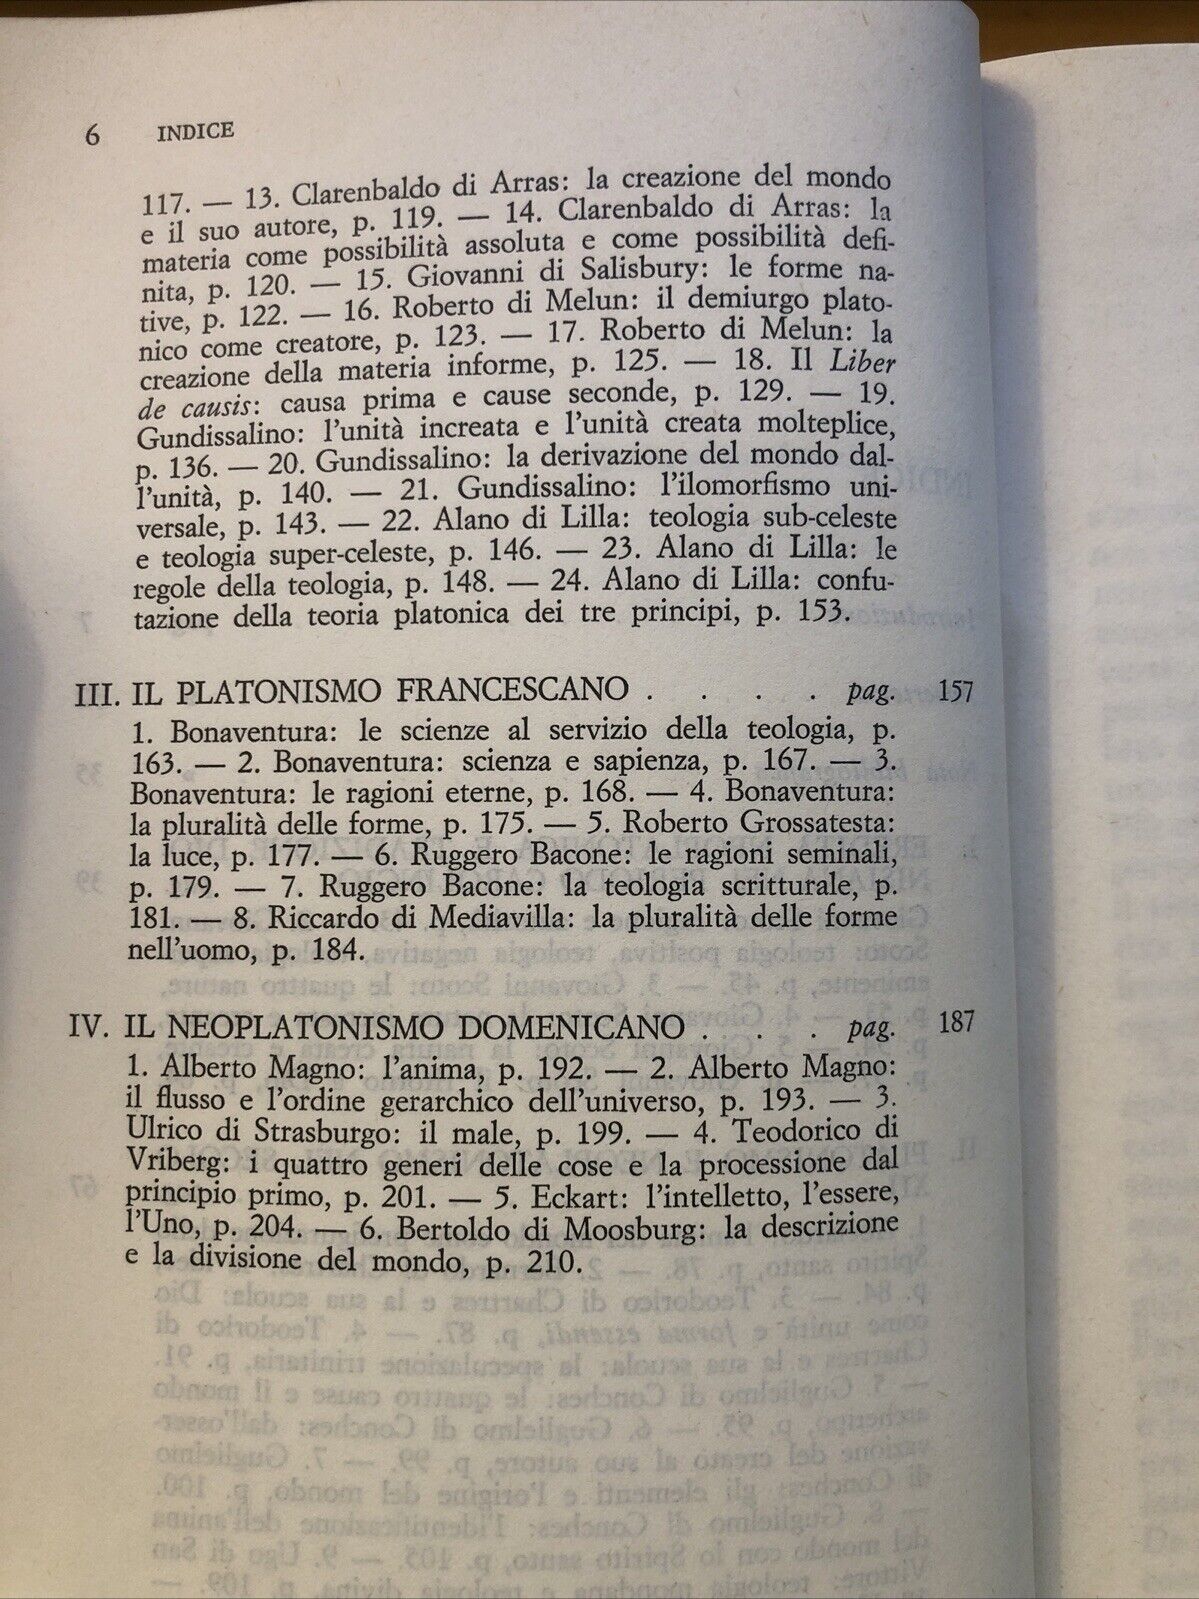 6 INDICE
117. — 13. Clarenbaldo di Arras: la creazione del mondo
e il suo autore, p. 119. — 14. Clarenbaldo di Arras: la
materia come possibilità assoluta e come possibilità defi-
nita, p. 120. — 15. Giovanni di Salisbury: le forme na-
tive, p. 122. — 16. Roberto di Melun: il demiurgo plato-
nico come creatore, p. 123. — 17. Roberto di Melun: la
creazione della materia informe, p. 125. — 18. Il Liber
de causis: causa prima e cause seconde, p. 129. — 19.
Gundissalino: l'unità increata e l'unità creata molteplice,
p. 136. — 20. Gundissalino: la derivazione del mondo dal-
l'unità, p. 140. — 21. Gundissalino: l'ilomorfismo uni-
versale, p. 143. — 22. Alano di Lilla: teologia sub-celeste
e teologia super-celeste, p. 146. — 23. Alano di Lilla: le
regole della teologia, p. 148. — 24. Alano di Lilla: confu-
tazione della teoria platonica dei tre principi, p. 153.
III. IL PLATONISMO FRANCESCANO . . . . pag. 157
1. Bonaventura: le scienze al servizio della teologia, p.
163. — 2. Bonaventura: scienza e sapienza, p. 167. — 3.
Bonaventura: le ragioni eterne, p. 168. — 4. Bonaventura:
la pluralità delle forme, p. 175. — 5. Roberto Grossatesta:
la luce, p. 177. — 6. Ruggero Bacone: le ragioni seminali,
p. 179. — 7. Ruggero Bacone: la teologia scritturale, p.
181. — 8. Riccardo di Mediavilla: la pluralità delle forme
nell'uomo, p. 184.
IV. IL NEOPLATONISMO DOMENICANO . . . pag. 187
1. Alberto Magno: l'anima, p. 192. — 2. Alberto Magno:
il flusso e l'ordine gerarchico dell'universo, p. 193. — 3.
Ulrico di Strasburgo: il male, p. 199. — 4. Teodorico di
Vriberg: i quattro generi delle cose e la processione dal
principio primo, p. 201. — 5. Eckart: l'intelletto, l'essere,
l'Uno, p. 204. — 6. Bertoldo di Moosburg: la descrizione
e la divisione del mondo, p. 210.